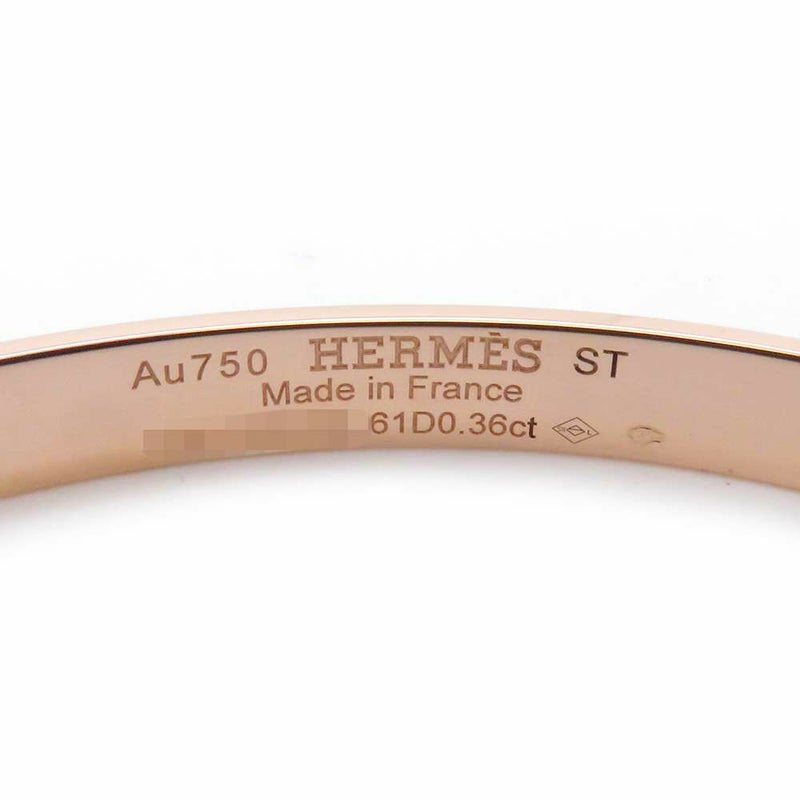 Au750 HERMÈS ST
Made in France
61D0.36ct